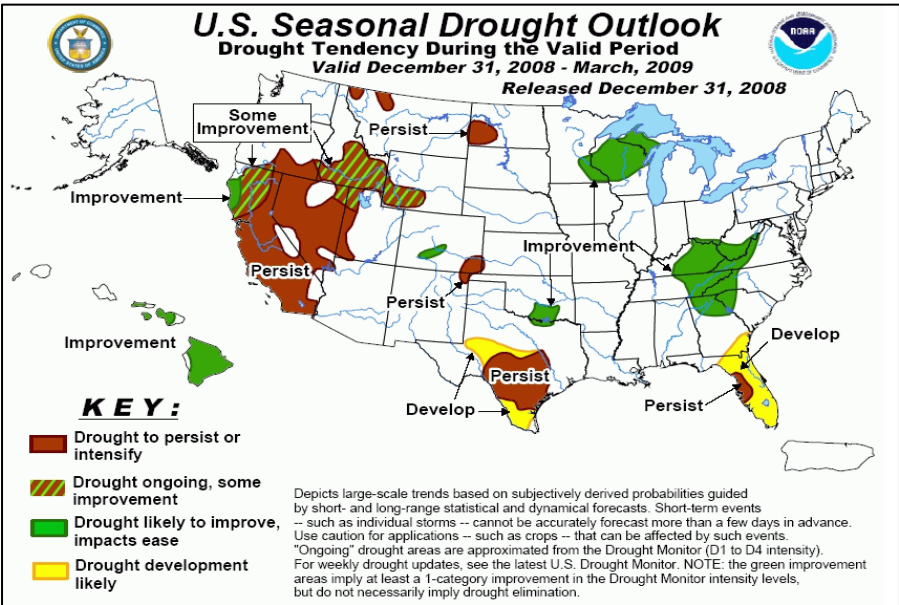 U.S. Seasonal Drought Outlook
Drought Tendency During the Valid Period
Valid December 31, 2008 - March, 2009
Released December 31, 2008
NOAA
Some
Improvement
Persist
Improvement
Improvement
Persist
Persist
Improvement
Develop
Persist
Develop
Persist
KEY:
Drought to persist or
intensify
Drought ongoing, some
improvement
Drought likely to improve,
impacts ease
Drought development
likely
Depicts large-scale trends based on subjectively derived probabilities guided
by short- and long-range statistical and dynamical forecasts. Short-term events
-- such as individual storms -- cannot be accurately forecast more than a few days in advance.
Use caution for applications -- such as crops -- that can be affected by such events.
"Ongoing" drought areas are approximated from the Drought Monitor (D1 to D4 intensity).
For weekly drought updates, see the latest U.S. Drought Monitor. NOTE: the green improvement
areas imply at least a 1-category improvement in the Drought Monitor intensity levels,
but do not necessarily imply drought elimination.